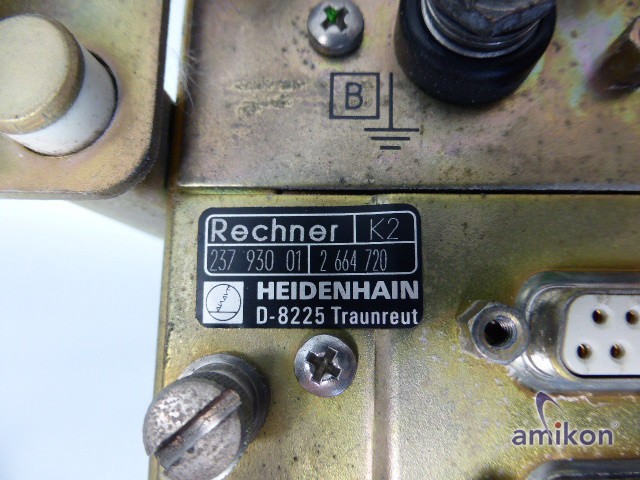 B
Rechner K2
237 930 01 2 664 720
HEIDENHAIN
D-8225 Traunreut
amikon